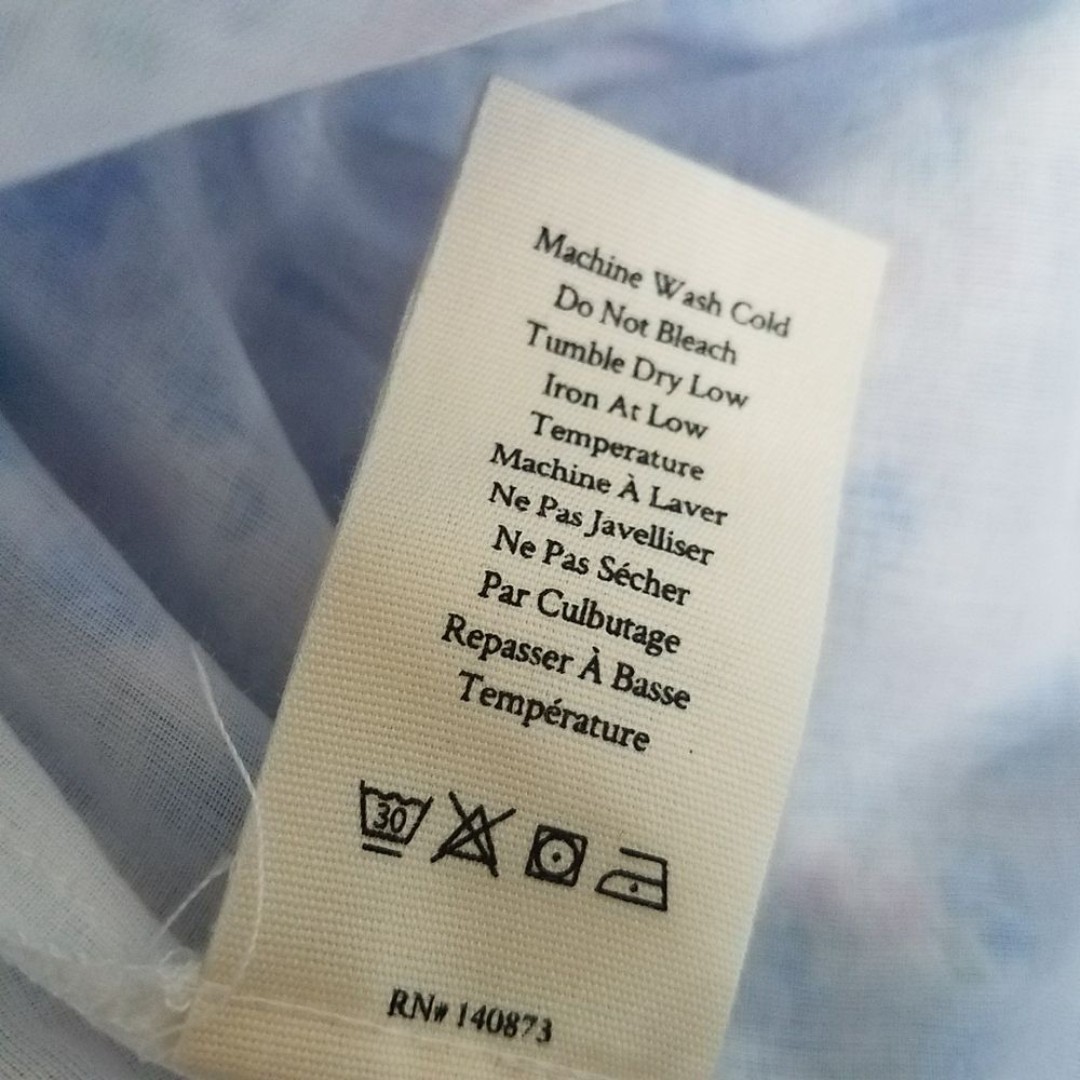 Machine Wash Cold
Do Not Bleach
Tumble Dry Low
Iron At Low
Temperature
Machine À Laver
Ne Pas Javelliser
Ne Pas Sécher
Par Culbutage
Repasser À Basse
Température
30
RN# 140873